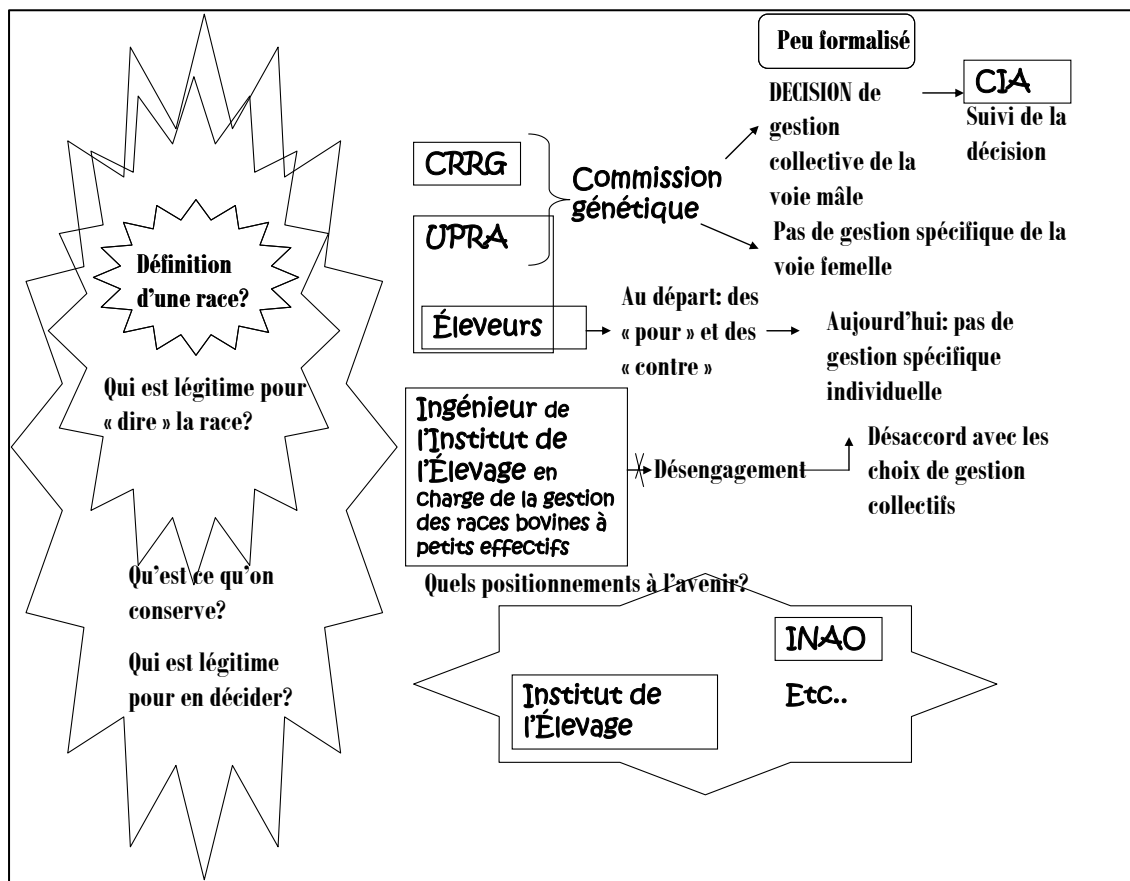 Définition
d'une race?
Qui est légitime pour
« dire » la race?
Qu'est ce qu'on
conserve?
Qui est légitime
pour en décider?
Peu formalisé
CRRG
UPRA
Éleveurs
Commission
génétique
DECISION de
gestion
collective de la
voie mâle
CIA
Suivi de la
décision
Pas de gestion spécifique de la
voie femelle
Au départ: des
« pour » et des
« contre »
Aujourd'hui: pas de
gestion spécifique
individuelle
Ingénieur de
l'Institut de
l'Élevage en
charge de la gestion
des races bovines à
petits effectifs
Désengagement
Désaccord avec les
choix de gestion
collectifs
Quels positionnements à l'avenir?
INAO
Institut de
l'Élevage
Etc..